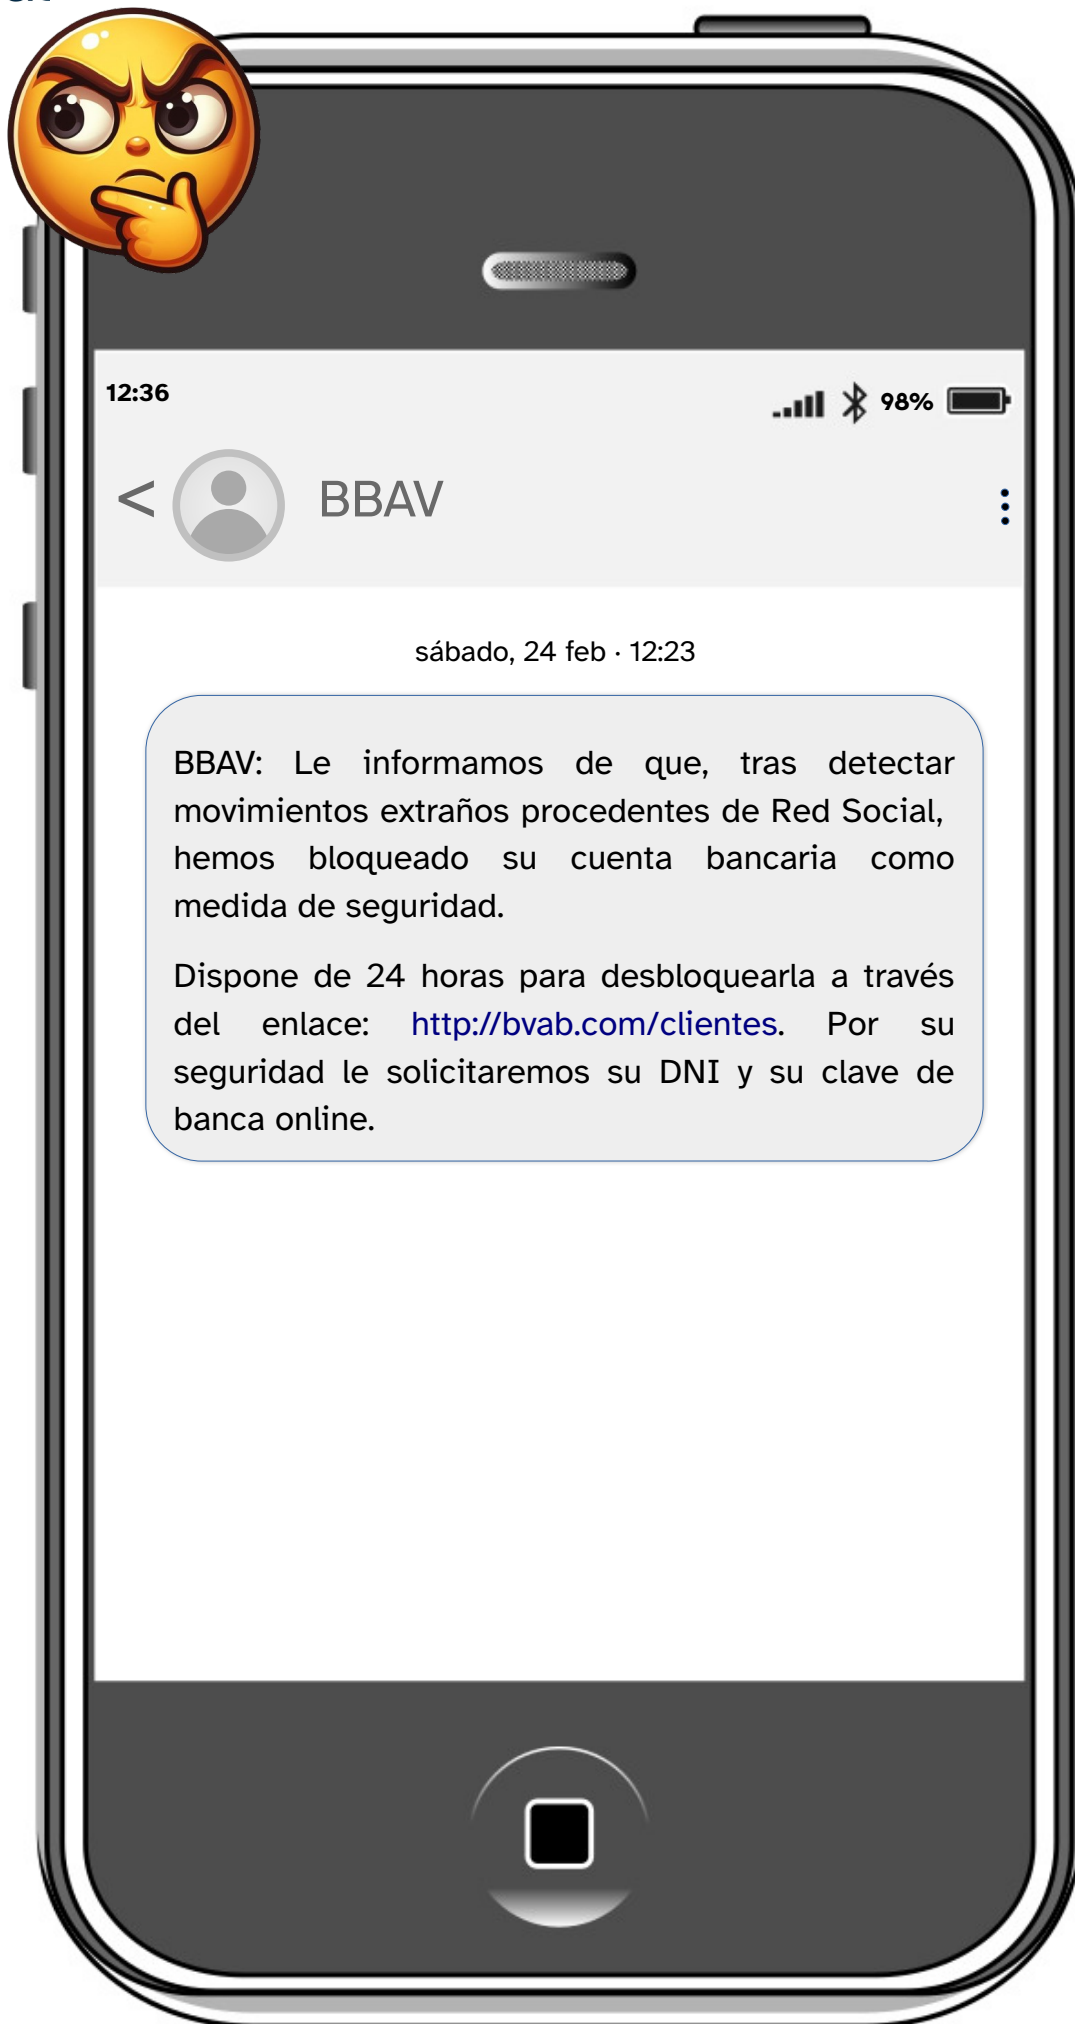 12:36
98%
< BBAV
sábado, 24 feb · 12:23
BBAV: Le informamos de que, tras detectar
movimientos extraños procedentes de Red Social,
hemos bloqueado su cuenta bancaria como
medida de seguridad.
Dispone de 24 horas para desbloquearla a través
del enlace: http://bvab.com/clientes. Por su
seguridad le solicitaremos su DNI y su clave de
banca online.